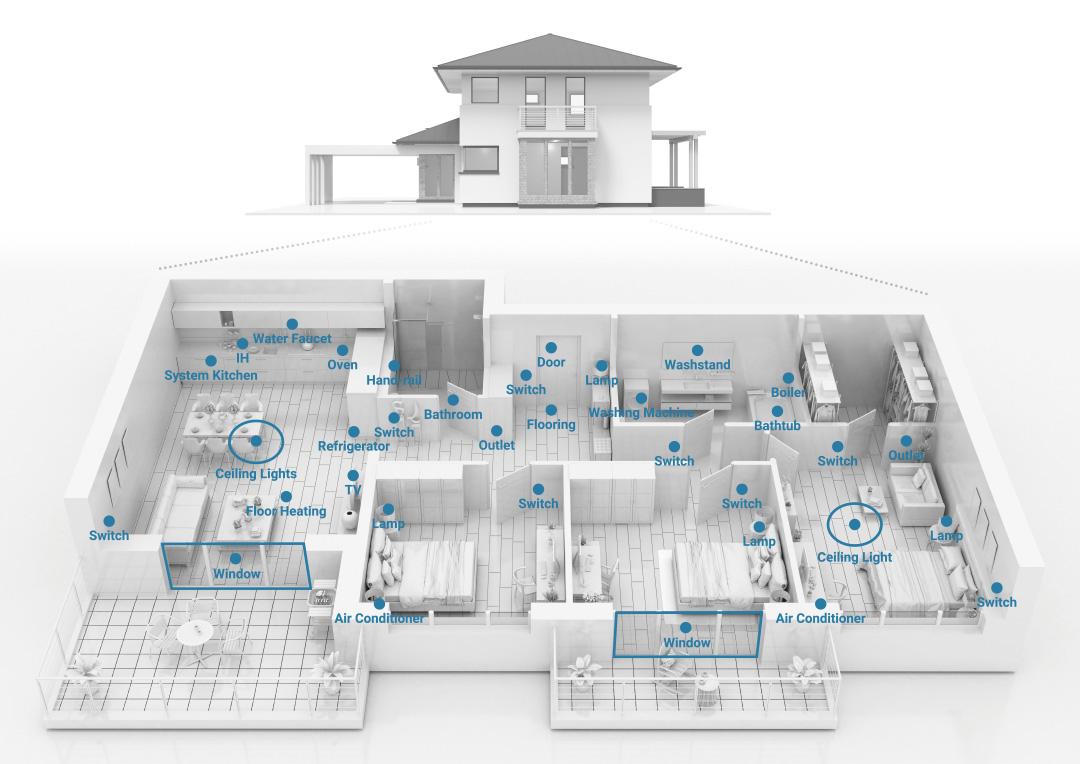 Water Faucet
IH
Oven
System Kitchen
Hand-rail
Door
Switch
Lamp
Washstand
Boiler
Washing Machine
Bathroom
Flooring
Bathtub
Switch
Refrigerator
Outlet
Switch
Switch
Outlet
Ceiling Lights
TV
Floor Heating
Switch
Lamp
Switch
Switch
Lamp
Ceiling Light
Lamp
Switch
Window
Air Conditioner
Window
Air Conditioner
Switch